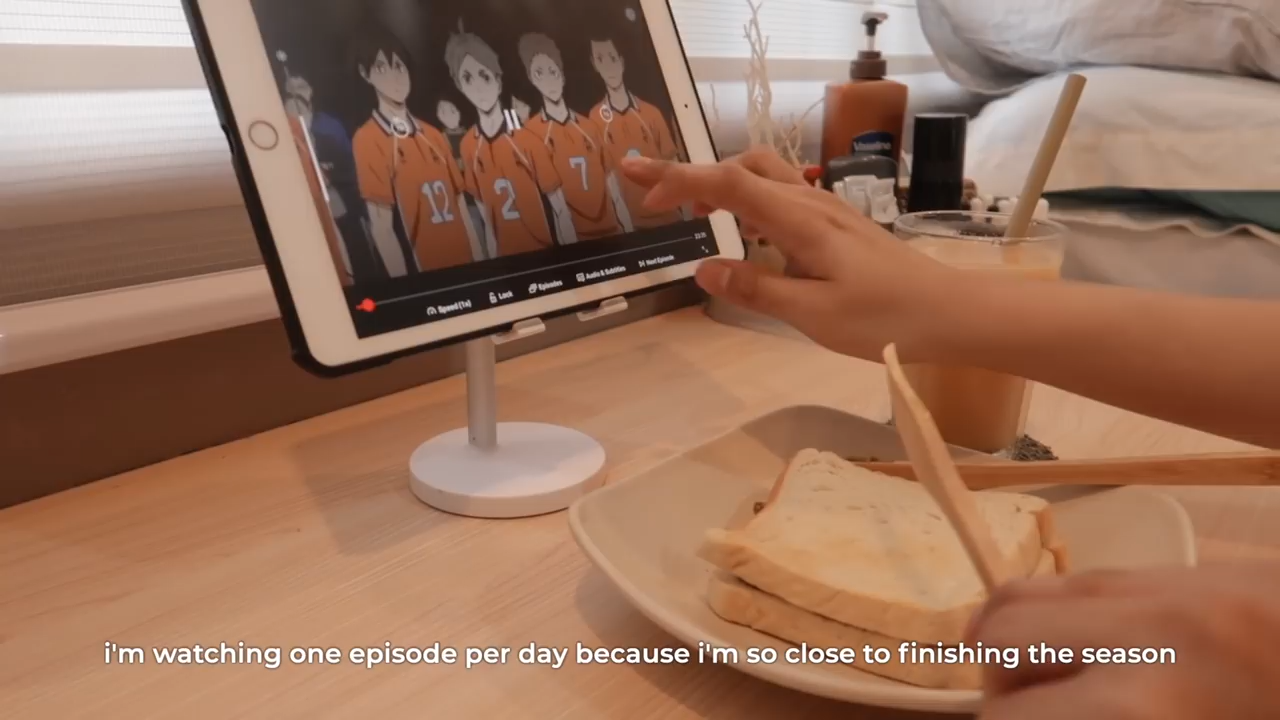 12
2
7
Speed (1x)
Lock
Episodes
Audio & Subtitles
Next Episode
Vaseline
i'm watching one episode per day because i'm so close to finishing the season